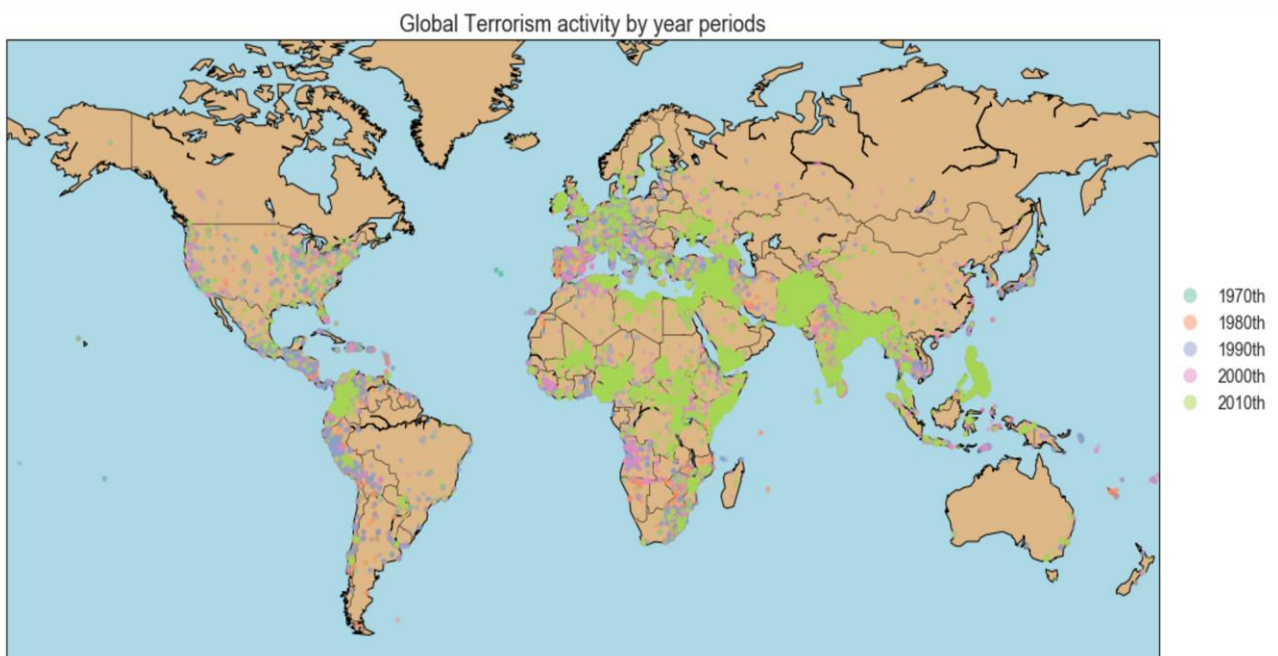 Global Terrorism activity by year periods
1970th
1980th
1990th
2000th
2010th